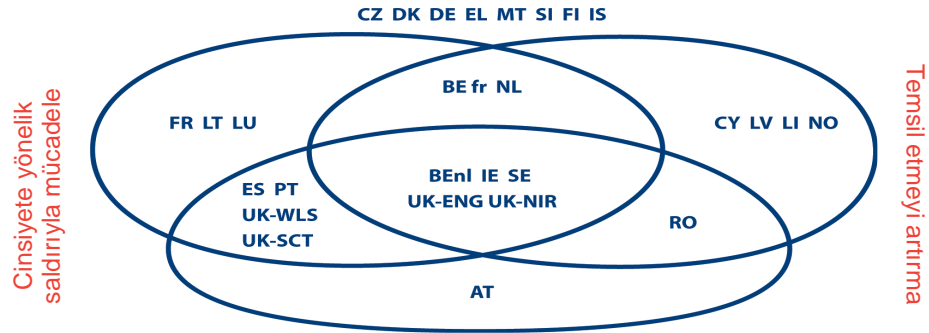 CZ DK DE EL MT SI FI IS
BE fr NL
FR LT LU
CY LV LI NO
BEnl IE SE
UK-ENG UK-NIR
ES PT
UK-WLS
UK-SCT
RO
AT
Cinsiyete yönelik
saldırıyla mücadele
Temsil etmeyi artırma